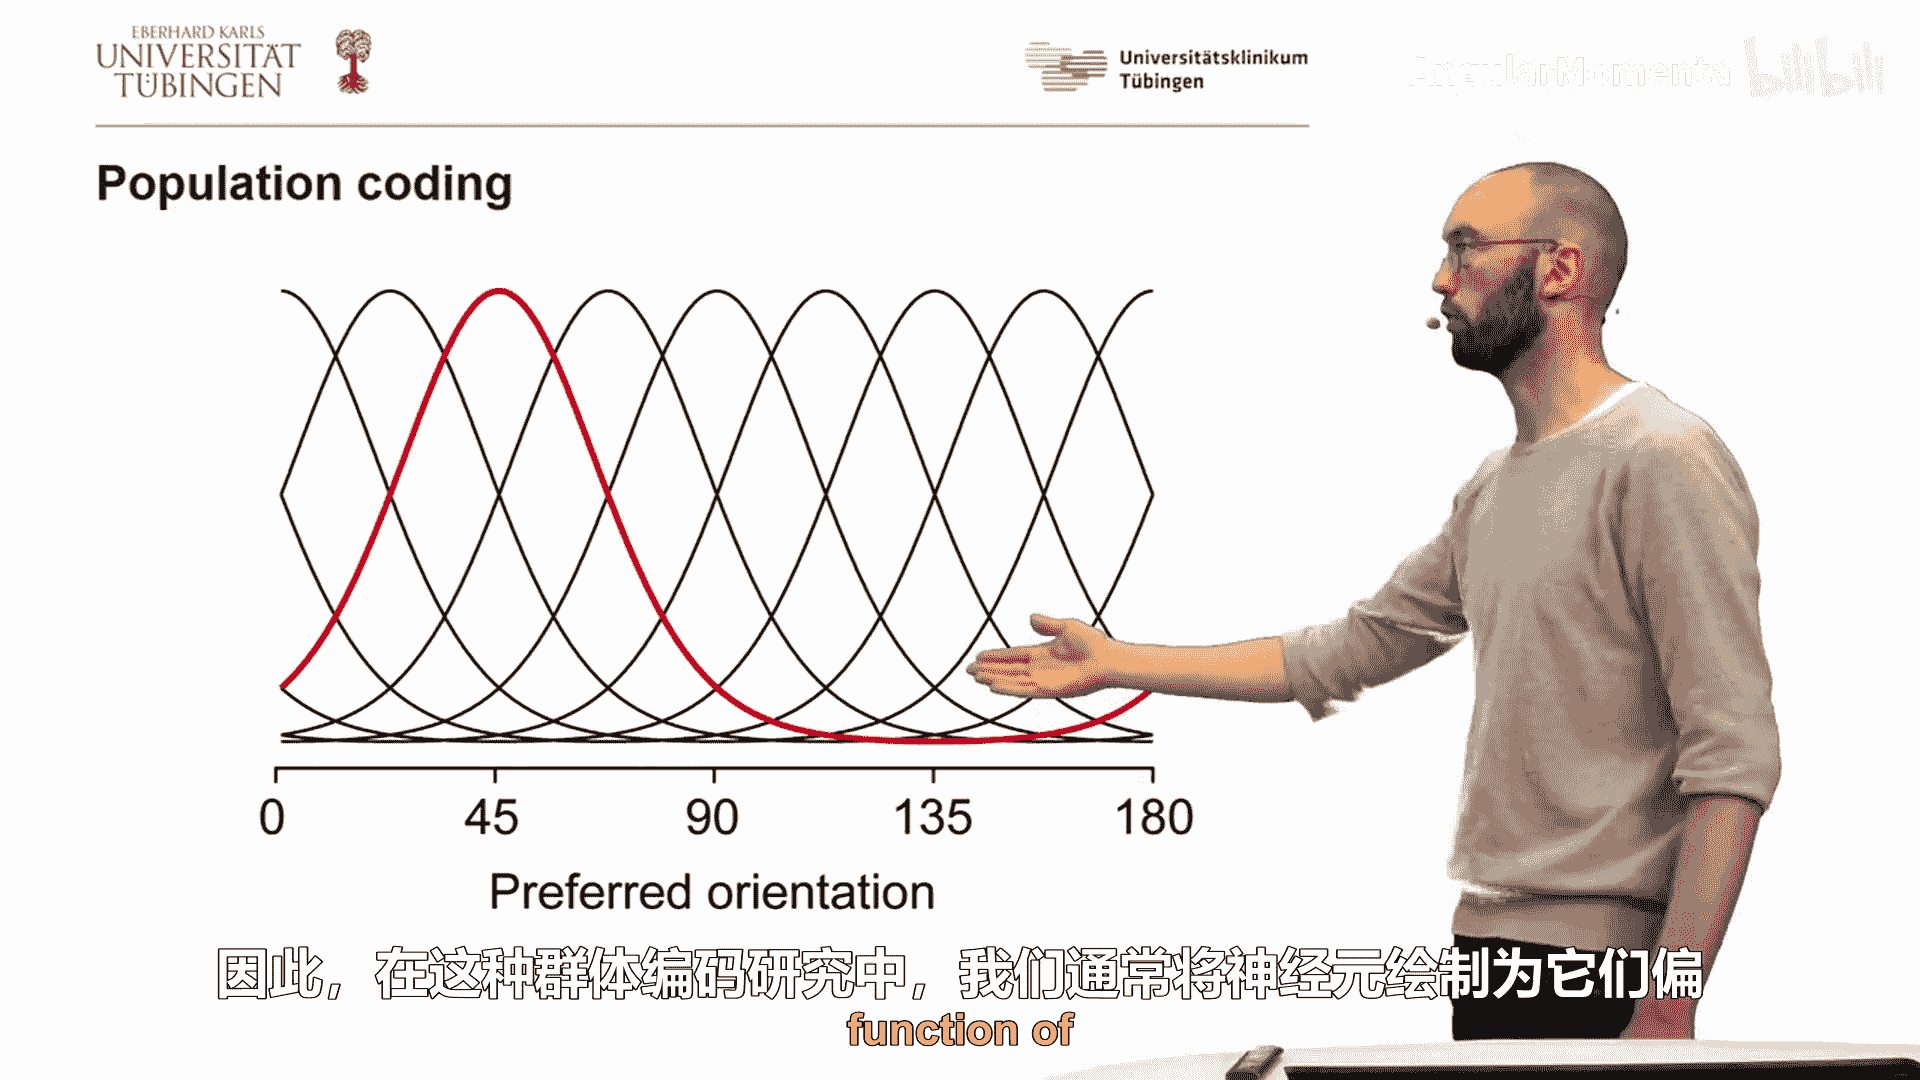 EBERHARD KARLS
UNIVERSITÄT
TÜBINGEN
Universitätsklinikum
Tübingen
AngularMomenta bilibili
Population coding
0 45 90 135 180
Preferred orientation
因此，在这种群体编码研究中，我们通常将神经元绘制为它们偏
function of